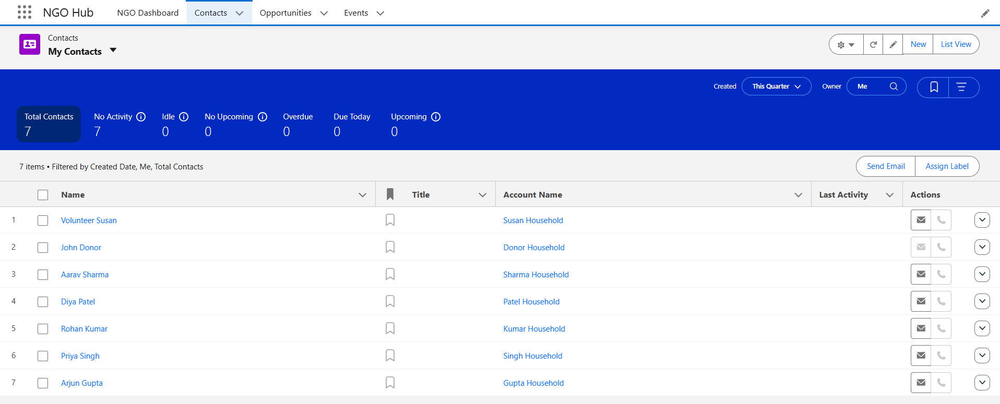 NGO Hub NGO Dashboard Contacts Opportunities Events
Contacts
My Contacts
New List View
Created This Quarter Owner Me
Total Contacts No Activity Idle No Upcoming Overdue Due Today Upcoming
7 7 0 0 0 0 0
7 items • Filtered by Created Date, Me, Total Contacts
Send Email Assign Label
Name Title Account Name Last Activity Actions
1 Volunteer Susan Susan Household
2 John Donor Donor Household
3 Aarav Sharma Sharma Household
4 Diya Patel Patel Household
5 Rohan Kumar Kumar Household
6 Priya Singh Singh Household
7 Arjun Gupta Gupta Household